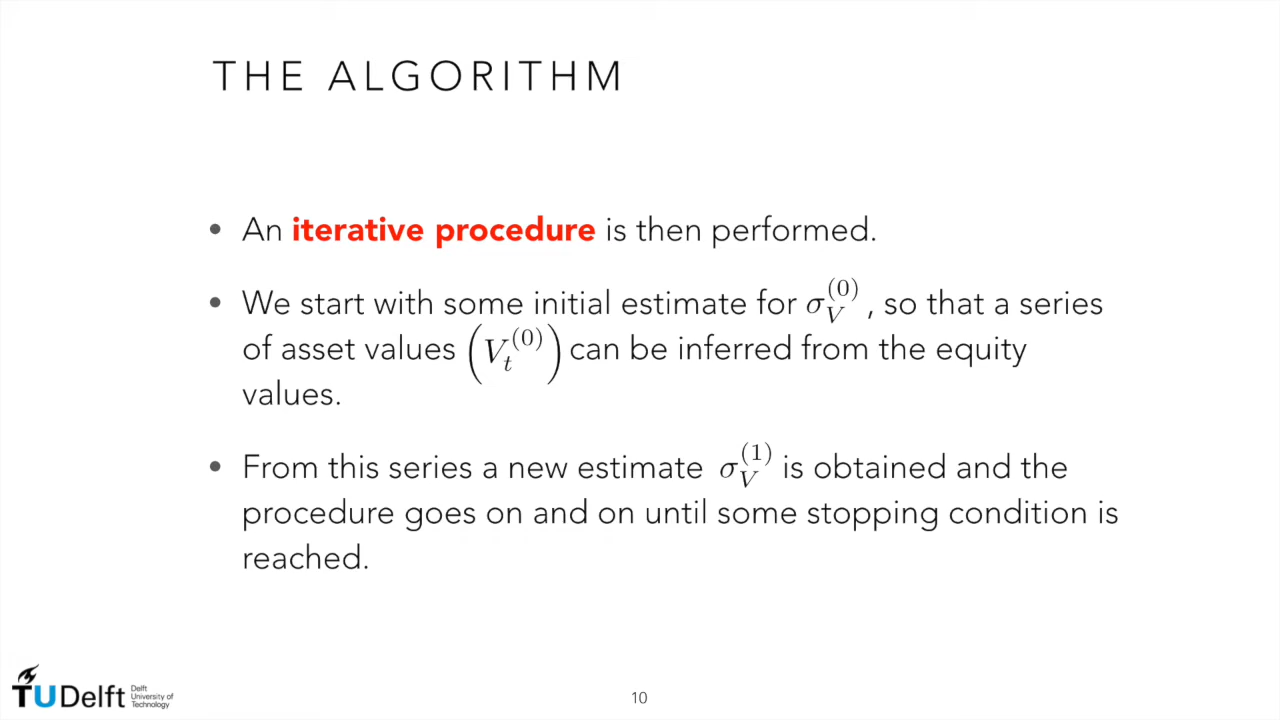 THE ALGORITHM
• An iterative procedure is then performed.
• We start with some initial estimate for σ_V^(0), so that a series
of asset values (V_t^(0)) can be inferred from the equity
values.
• From this series a new estimate σ_V^(1) is obtained and the
procedure goes on and on until some stopping condition is
reached.
TUDelft
Delft
University of
Technology
10